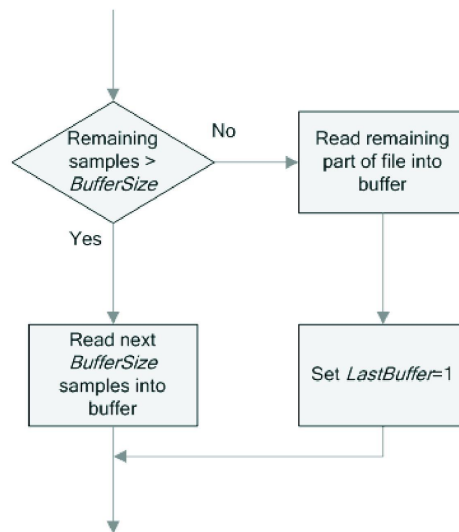 Remaining
samples >
BufferSize
No
Read remaining
part of file into
buffer
Yes
Read next
BufferSize
samples into
buffer
Set LastBuffer=1